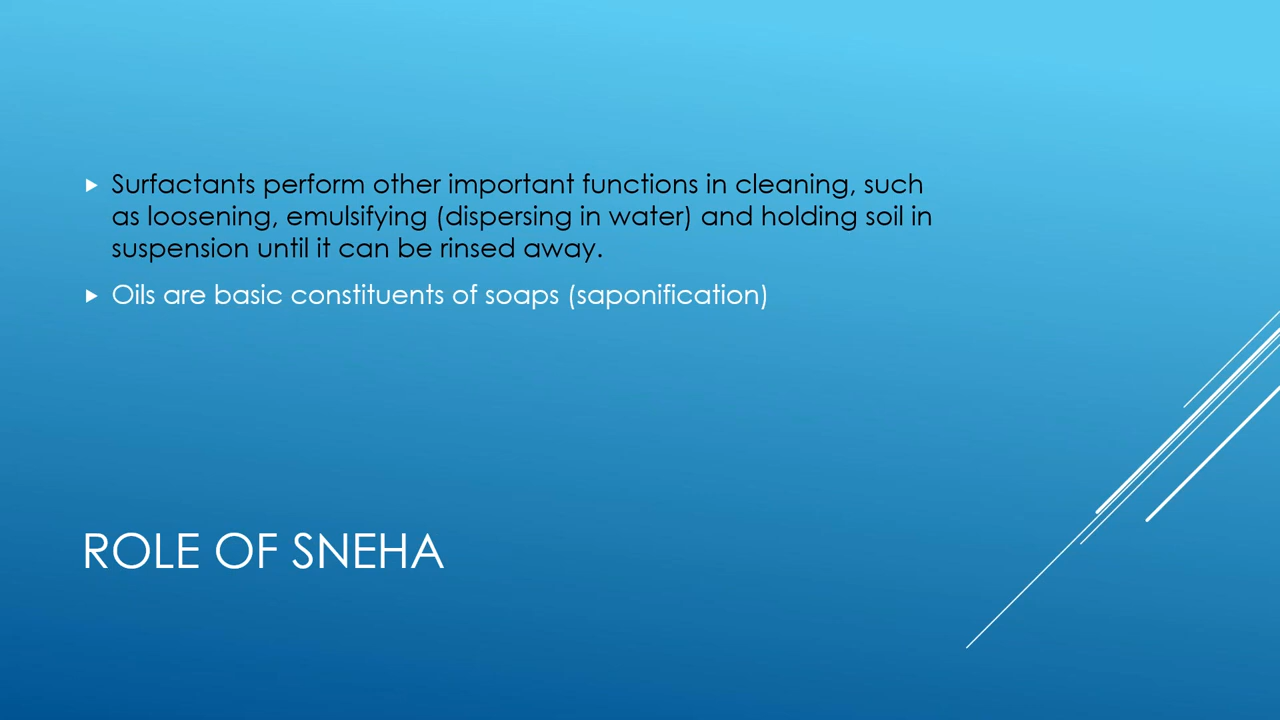 Surfactants perform other important functions in cleaning, such
as loosening, emulsifying (dispersing in water) and holding soil in
suspension until it can be rinsed away.
Oils are basic constituents of soaps (saponification)
ROLE OF SNEHA